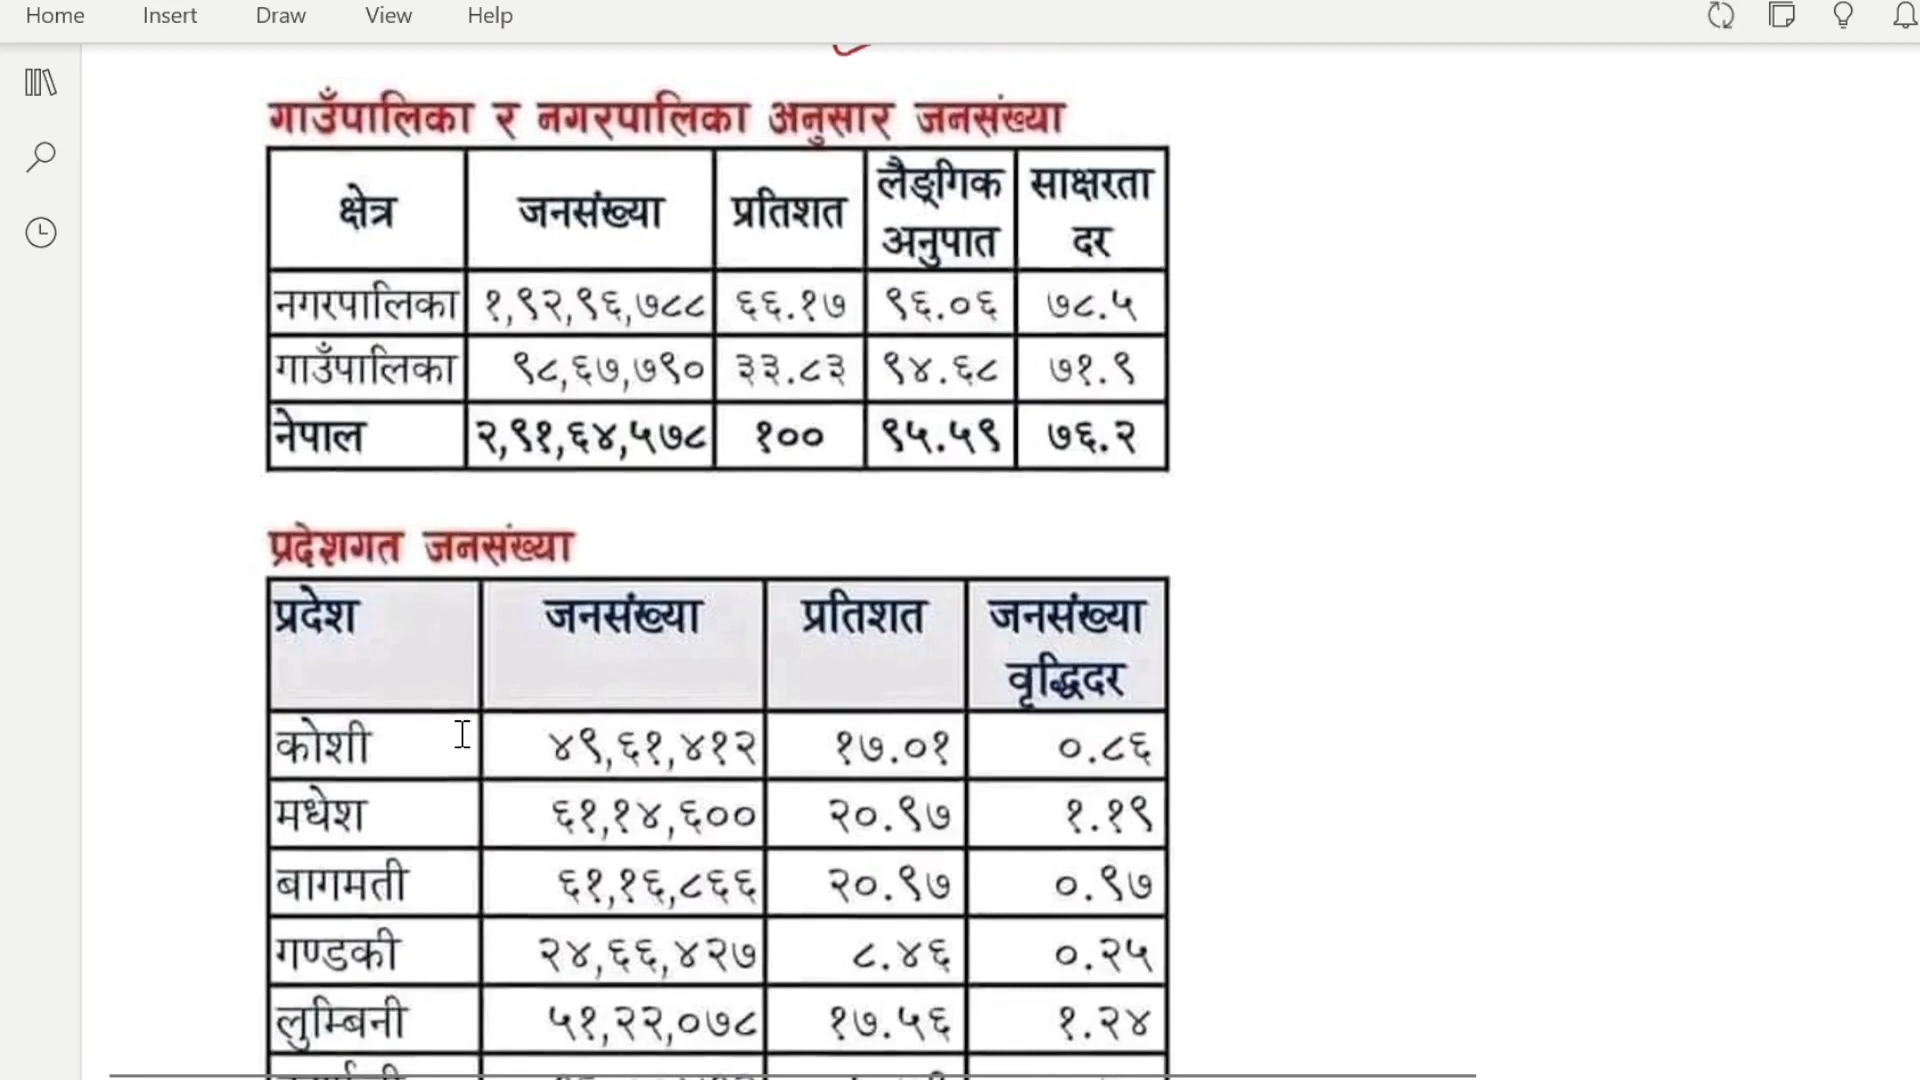 Home Insert Draw View Help
गाउँपालिका र नगरपालिका अनुसार जनसंख्या
क्षेत्र जनसंख्या प्रतिशत लैङ्गिक अनुपात साक्षरता दर
नगरपालिका १,९२,९६,७८८ ६६.१७ ९६.०६ ७८.५
गाउँपालिका ९८,६७,७९० ३३.८३ ९४.६८ ७१.९
नेपाल २,९१,६४,५७८ १०० ९५.५९ ७६.२
प्रदेशगत जनसंख्या
प्रदेश जनसंख्या प्रतिशत जनसंख्या वृद्धिदर
कोशी ४९,६१,४१२ १७.०१ ०.८६
मधेश ६१,१४,६०० २०.९७ १.१९
बागमती ६१,१६,८६६ २०.९७ ०.९७
गण्डकी २४,६६,४२७ ८.४६ ०.२५
लुम्बिनी ५१,२२,०७८ १७.५६ १.२४